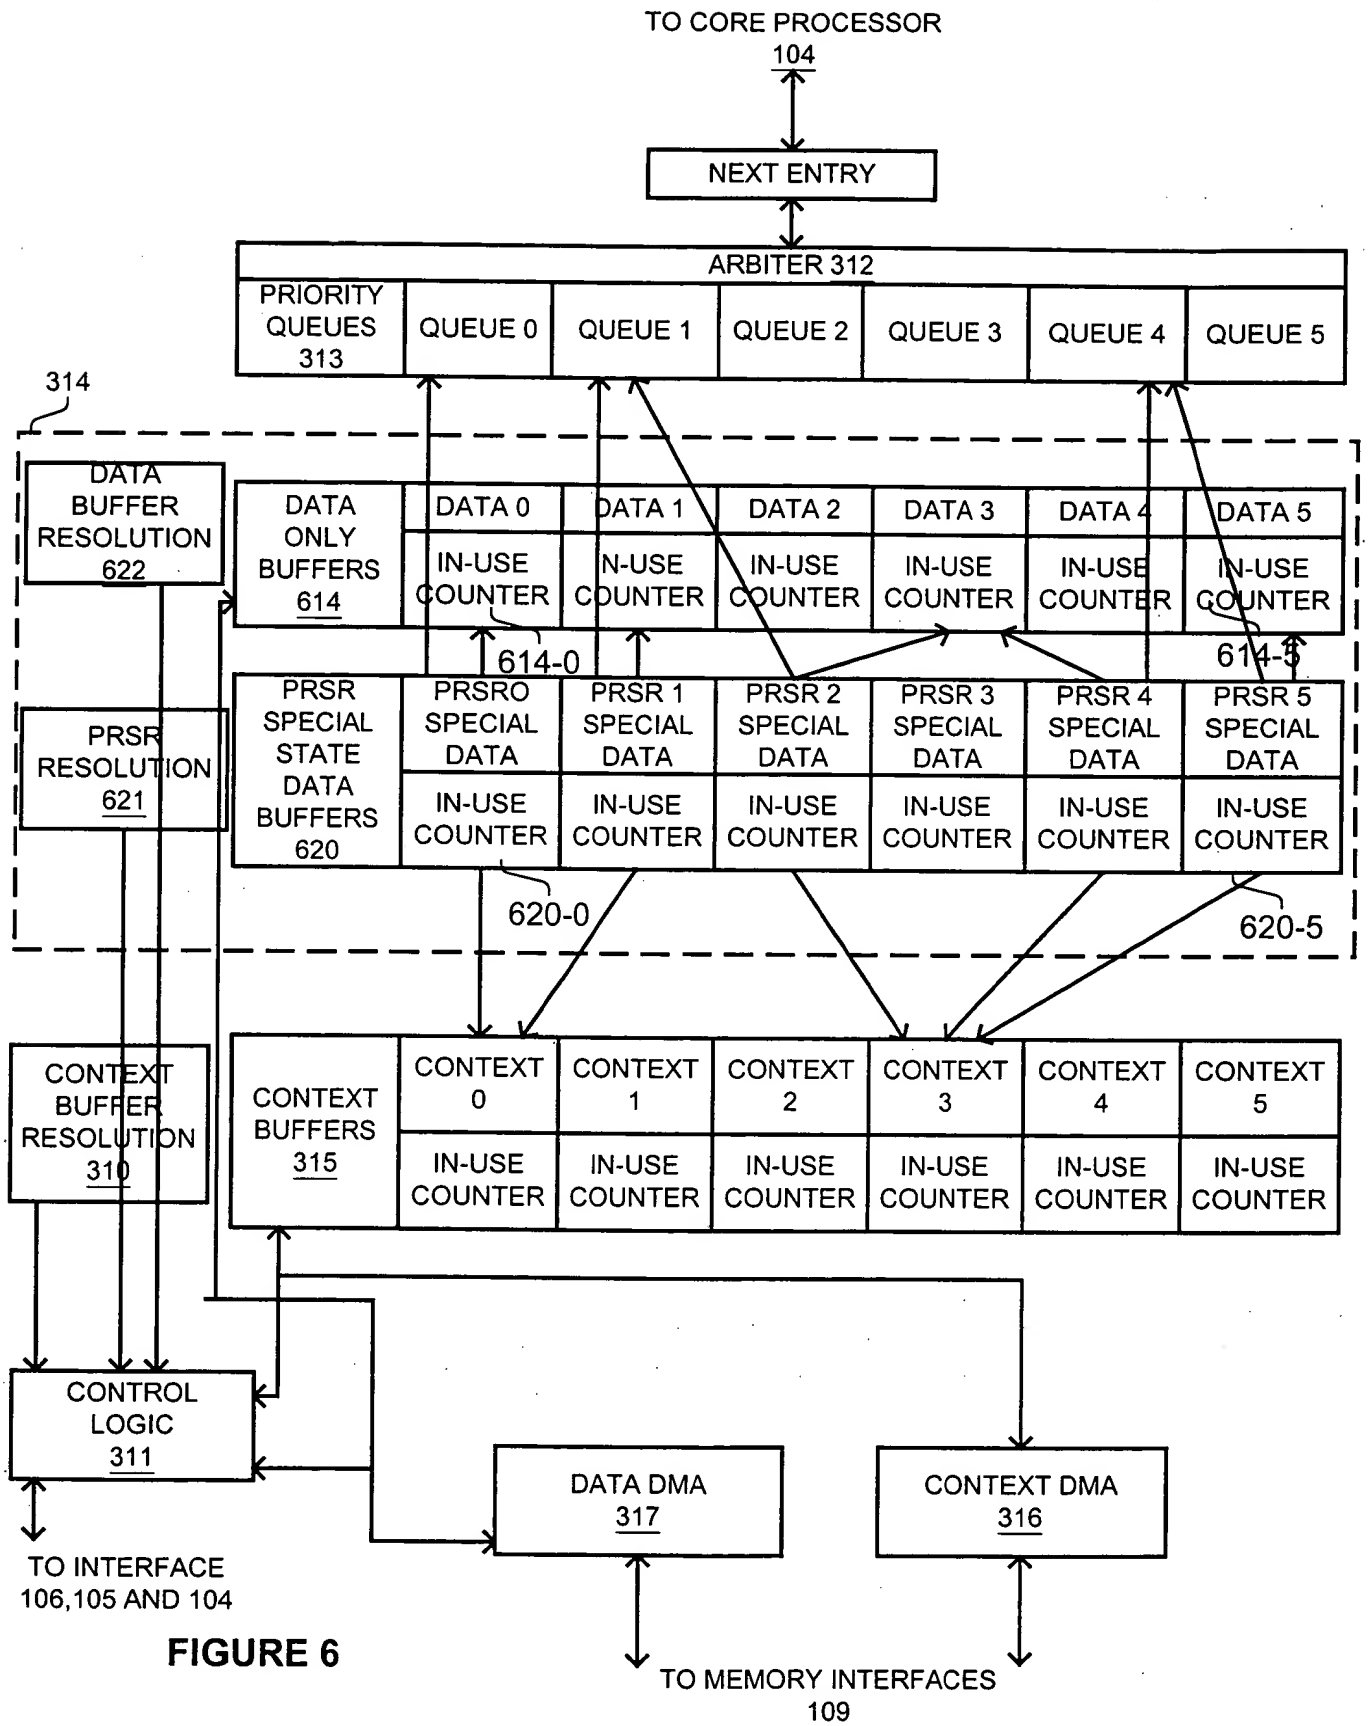 TO CORE PROCESSOR
104
NEXT ENTRY
ARBITER 312
PRIORITY
QUEUES
313
QUEUE 0
QUEUE 1
QUEUE 2
QUEUE 3
QUEUE 4
QUEUE 5
314
DATA
BUFFER
RESOLUTION
622
DATA
ONLY
BUFFERS
614
DATA 0
DATA 1
DATA 2
DATA 3
DATA 4
DATA 5
IN-USE
COUNTER
N-USE
COUNTER
IN-USE
COUNTER
IN-USE
COUNTER
IN-USE
COUNTER
IN-USE
COUNTER
614-0
614-5
PRSR
RESOLUTION
621
PRSR
SPECIAL
STATE
DATA
BUFFERS
620
PRSRO
SPECIAL
DATA
PRSR 1
SPECIAL
DATA
PRSR 2
SPECIAL
DATA
PRSR 3
SPECIAL
DATA
PRSR 4
SPECIAL
DATA
PRSR 5
SPECIAL
DATA
IN-USE
COUNTER
IN-USE
COUNTER
IN-USE
COUNTER
IN-USE
COUNTER
IN-USE
COUNTER
IN-USE
COUNTER
620-0
620-5
CONTEXT
BUFFER
RESOLUTION
310
CONTEXT
BUFFERS
315
CONTEXT
0
CONTEXT
1
CONTEXT
2
CONTEXT
3
CONTEXT
4
CONTEXT
5
IN-USE
COUNTER
IN-USE
COUNTER
IN-USE
COUNTER
IN-USE
COUNTER
IN-USE
COUNTER
IN-USE
COUNTER
CONTROL
LOGIC
311
DATA DMA
317
CONTEXT DMA
316
TO INTERFACE
106,105 AND 104
FIGURE 6
TO MEMORY INTERFACES
109